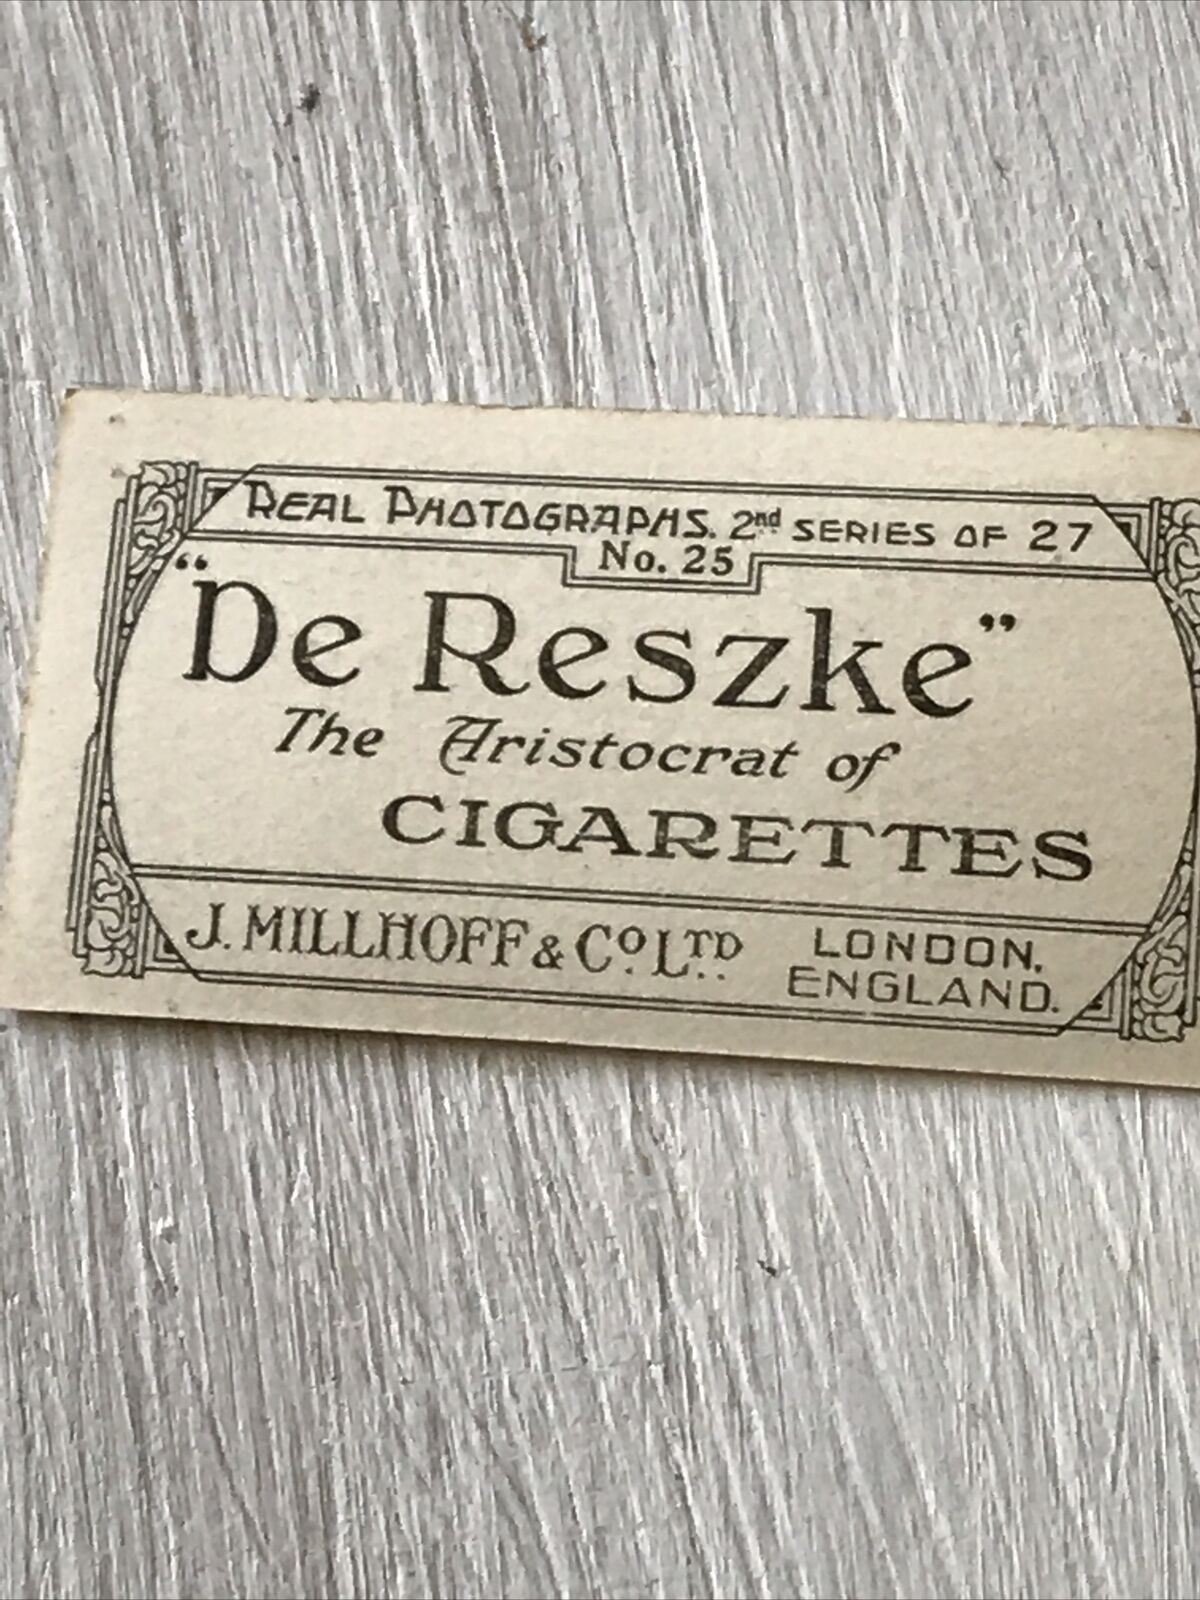 REAL PHOTOGRAPHS. 2nd SERIES OF 27
No. 25
“De Reszke”
The Aristocrat of
CIGARETTES
J. MILLHOFF & Co. LTD
LONDON,
ENGLAND.